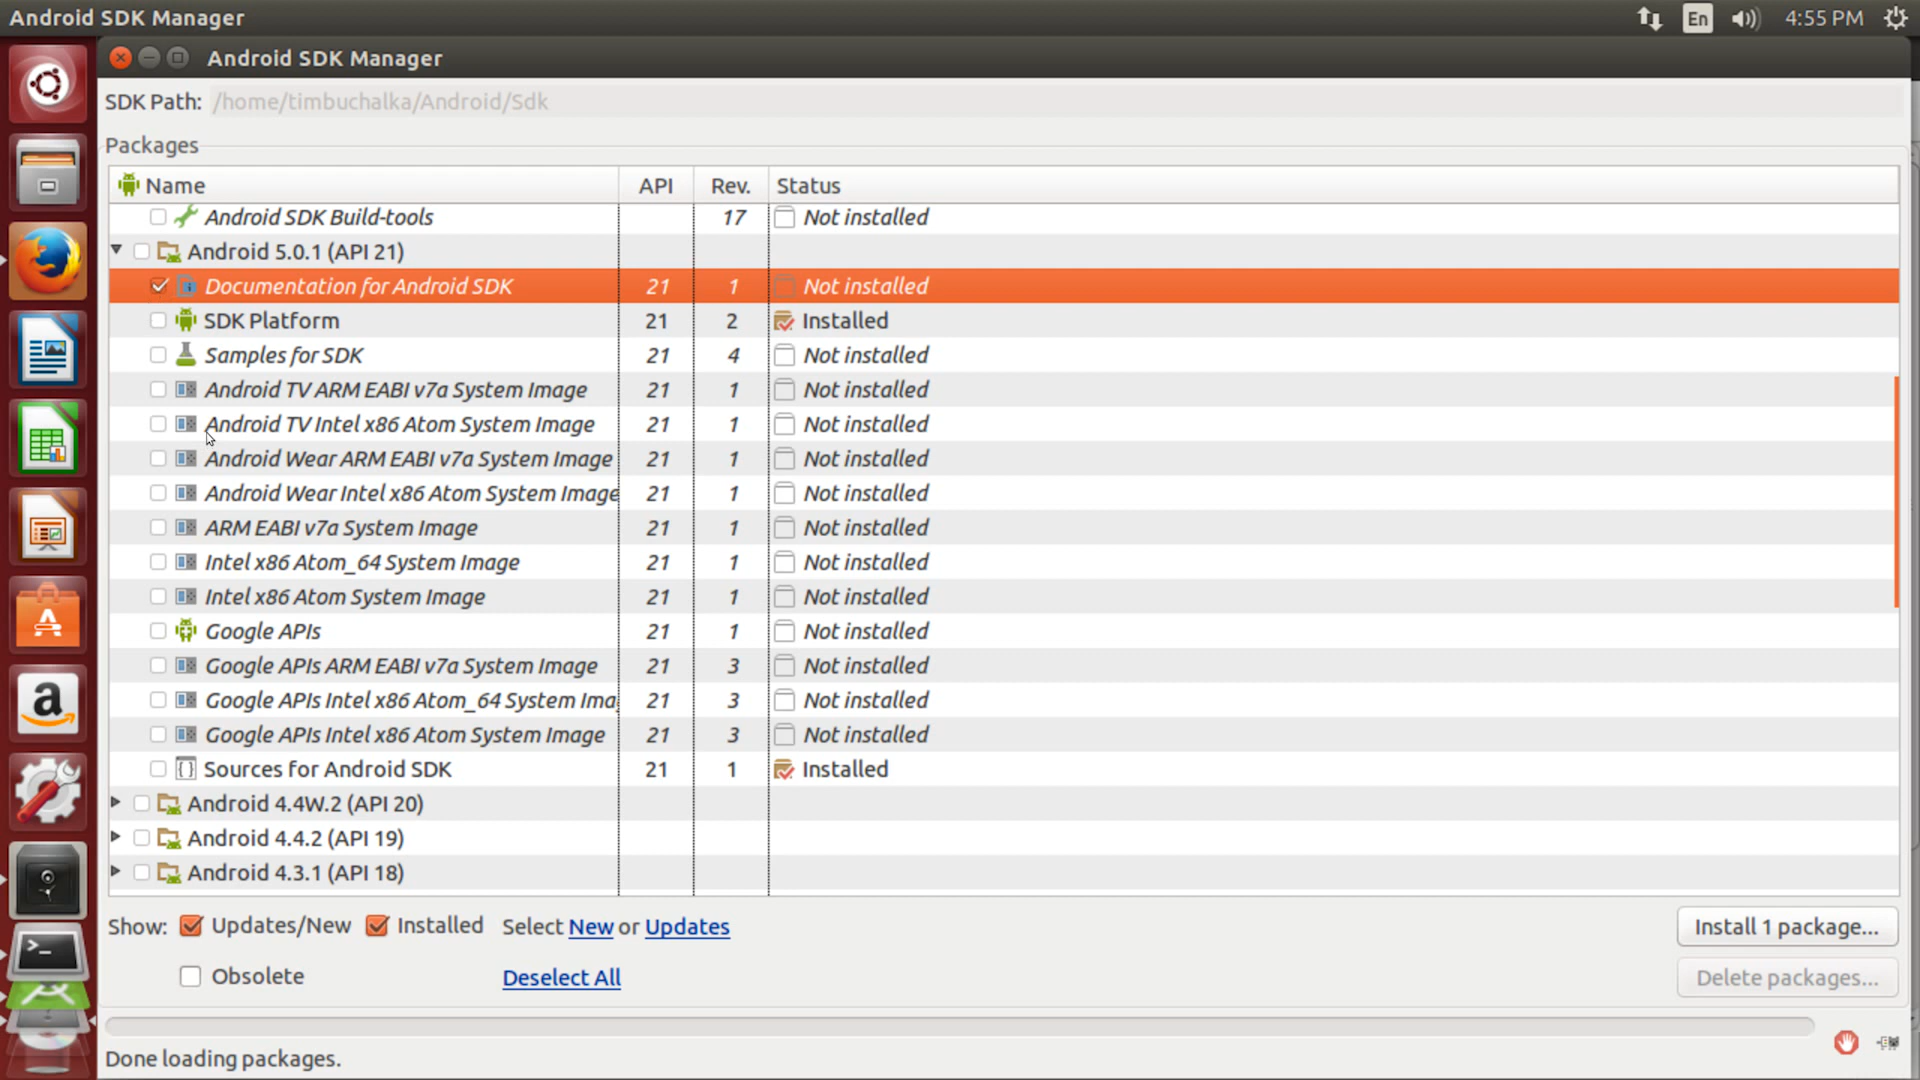 Android SDK Manager En 4:55 PM
Android SDK Manager
SDK Path: /home/timbuchalka/Android/Sdk
Packages
Name API Rev. Status
Android SDK Build-tools 17 Not installed
Android 5.0.1 (API 21)
Documentation for Android SDK 21 1 Not installed
SDK Platform 21 2 Installed
Samples for SDK 21 4 Not installed
Android TV ARM EABI v7a System Image 21 1 Not installed
Android TV Intel x86 Atom System Image 21 1 Not installed
Android Wear ARM EABI v7a System Image 21 1 Not installed
Android Wear Intel x86 Atom System Image 21 1 Not installed
ARM EABI v7a System Image 21 1 Not installed
Intel x86 Atom_64 System Image 21 1 Not installed
Intel x86 Atom System Image 21 1 Not installed
Google APIs 21 1 Not installed
Google APIs ARM EABI v7a System Image 21 3 Not installed
Google APIs Intel x86 Atom_64 System Ima 21 3 Not installed
Google APIs Intel x86 Atom System Image 21 3 Not installed
Sources for Android SDK 21 1 Installed
Android 4.4W.2 (API 20)
Android 4.4.2 (API 19)
Android 4.3.1 (API 18)
Show: Updates/New Installed Select New or Updates Install 1 package...
Obsolete Deselect All Delete packages...
Done loading packages.